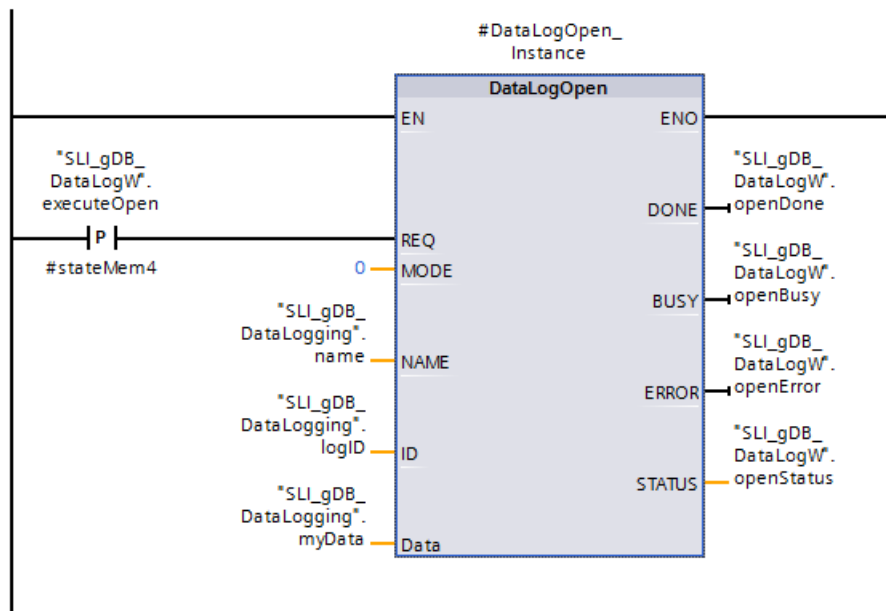 #DataLogOpen_
Instance
DataLogOpen
EN
ENO
"SLI_gDB_
DataLogW".
executeOpen
P
#stateMem4
REQ
0
MODE
"SLI_gDB_
DataLogging".
name
NAME
"SLI_gDB_
DataLogging".
logID
ID
"SLI_gDB_
DataLogging".
myData
Data
"SLI_gDB_
DataLogW".
openDone
DONE
"SLI_gDB_
DataLogW".
openBusy
BUSY
"SLI_gDB_
DataLogW".
openError
ERROR
"SLI_gDB_
DataLogW".
openStatus
STATUS